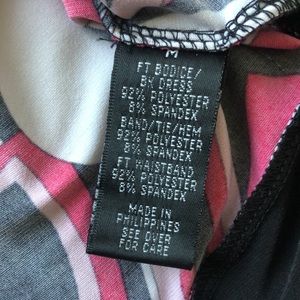 M
FT BODICE/
BK DRESS
92% POLYESTER
8% SPANDEX
BAND/TIE/HEM
92% POLYESTER
8% SPANDEX
FT WAISTBAND
92% POLYESTER
8% SPANDEX
MADE IN
PHILIPPINES
SEE OVER
FOR CARE